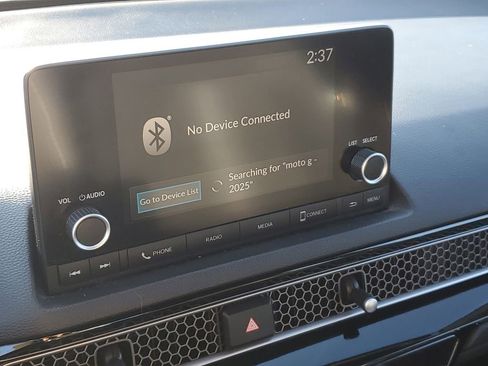 2:37
No Device Connected
Go to Device List
Searching for "moto g -
2025"
VOL
AUDIO
LIST
SELECT
PHONE
RADIO
MEDIA
CONNECT
MENU